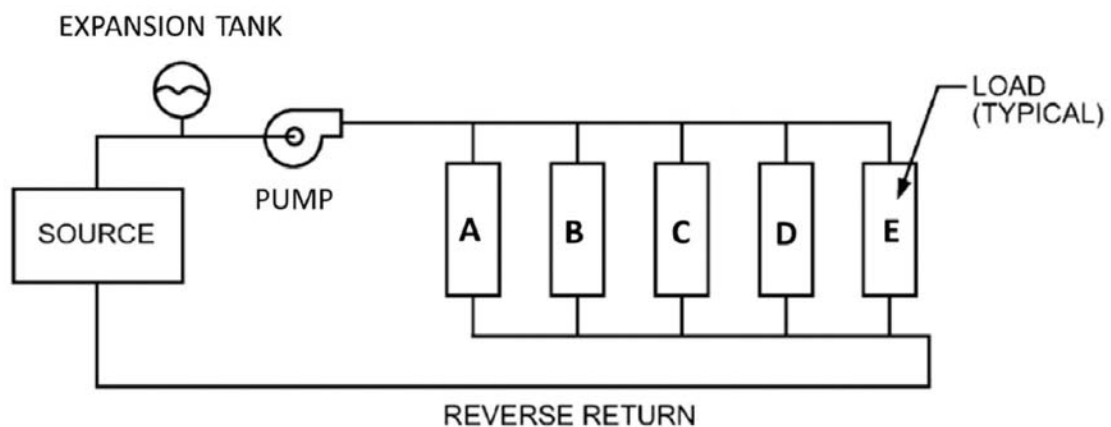 EXPANSION TANK
LOAD
(TYPICAL)
PUMP
SOURCE
A
B
C
D
E
REVERSE RETURN